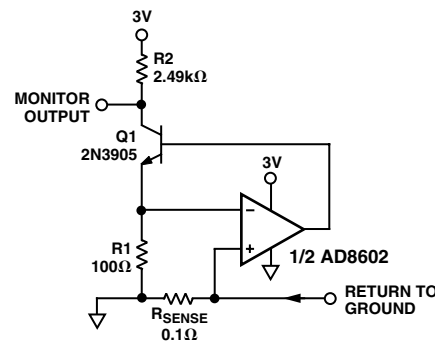 3V
R2
2.49kΩ
MONITOR
OUTPUT
Q1
2N3905
3V
−
+
1/2 AD8602
R1
100Ω
RSENSE
0.1Ω
RETURN TO
GROUND